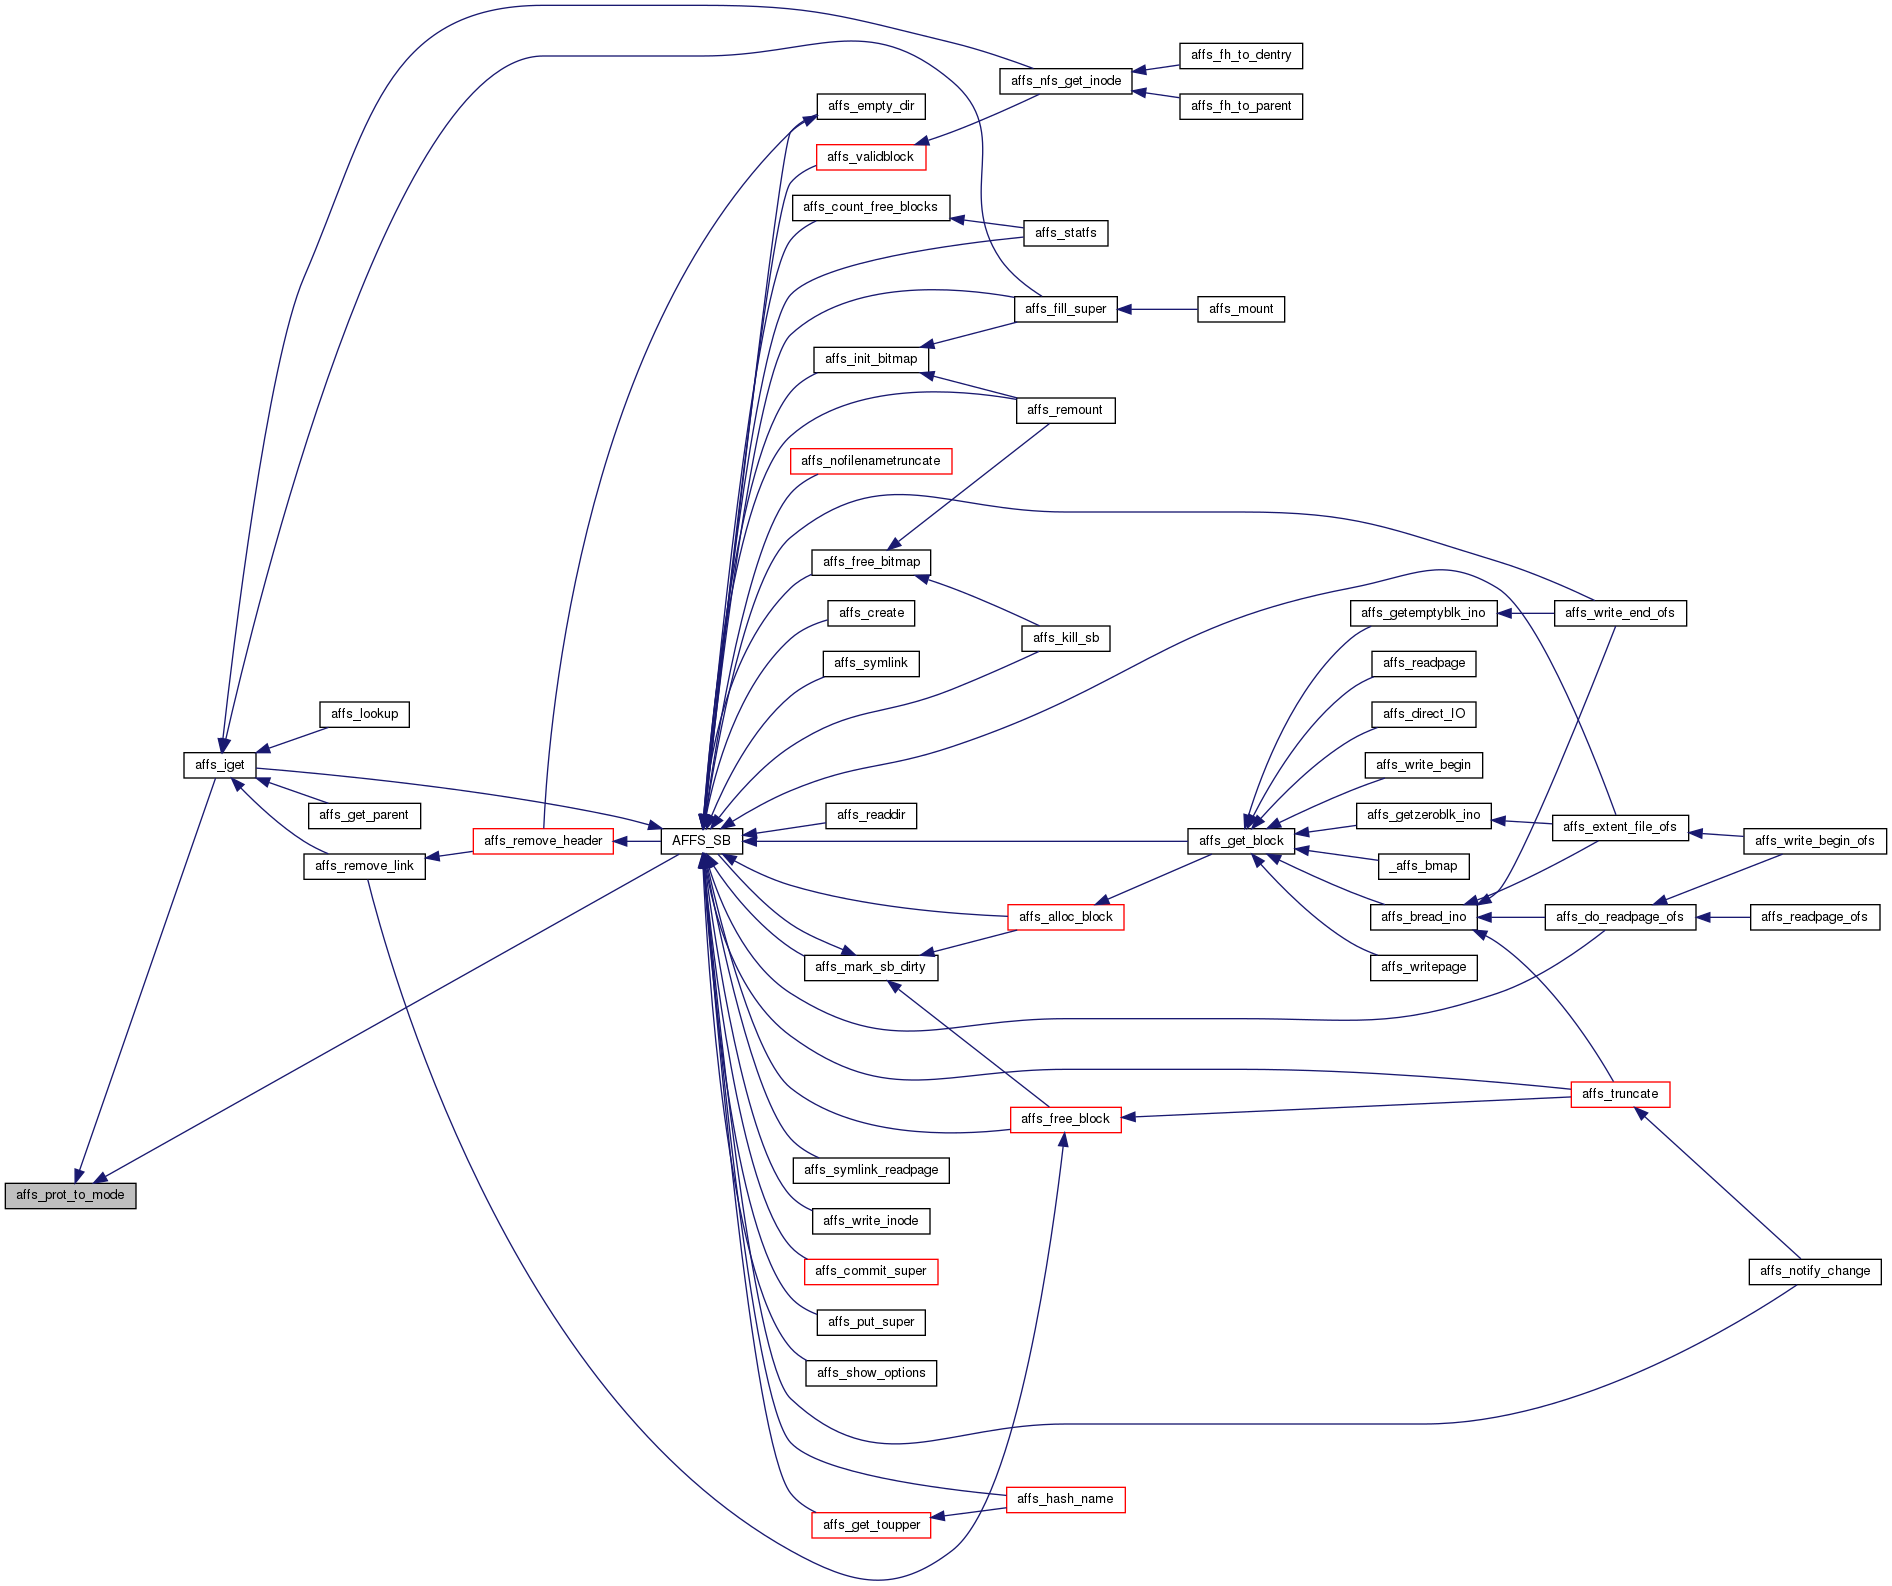 affs_fh_to_dentry
affs_nfs_get_inode
affs_empty_dir
affs_fh_to_parent
affs_validblock
affs_count_free_blocks
affs_statfs
affs_fill_super
affs_mount
affs_init_bitmap
affs_remount
affs_nofilenametruncate
affs_free_bitmap
affs_create
affs_getemptyblk_ino
affs_write_end_ofs
affs_kill_sb
affs_symlink
affs_readpage
affs_lookup
affs_direct_IO
affs_iget
affs_write_begin
affs_get_parent
affs_readdir
affs_getzeroblk_ino
affs_extent_file_ofs
affs_remove_header
AFFS_SB
affs_get_block
affs_write_begin_ofs
affs_remove_link
_affs_bmap
affs_alloc_block
affs_bread_ino
affs_do_readpage_ofs
affs_readpage_ofs
affs_mark_sb_dirty
affs_writepage
affs_truncate
affs_free_block
affs_symlink_readpage
affs_prot_to_mode
affs_write_inode
affs_commit_super
affs_notify_change
affs_put_super
affs_show_options
affs_hash_name
affs_get_toupper